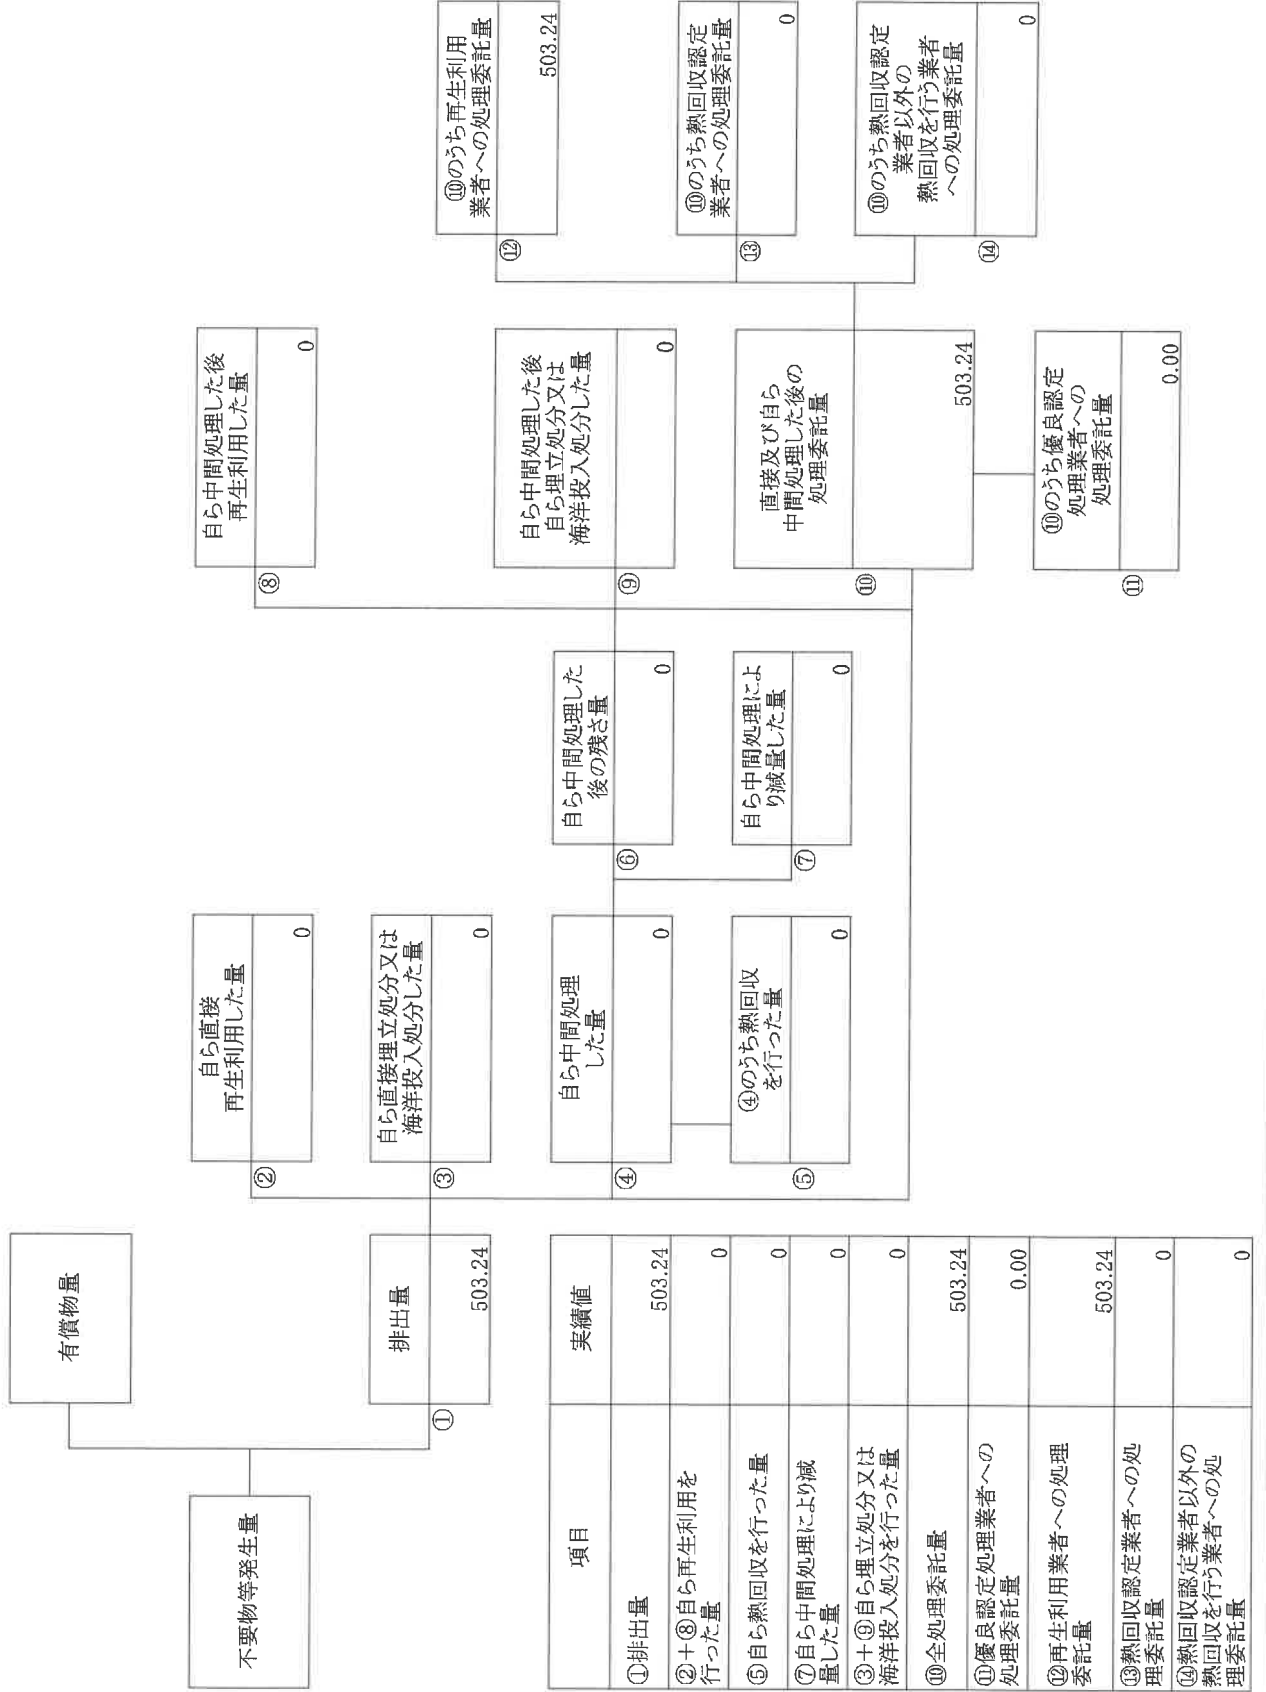 不要物等発生量
有償物量
排出量
①
503.24
自ら直接
再生利用した量
②
0
自ら直接埋立処分又は
海洋投入処分した量
③
0
自ら中間処理
した量
④
0
④のうち熱回収
を行った量
⑤
0
自ら中間処理した
後の残さ量
⑥
0
自ら中間処理によ
り減量した量
⑦
0
自ら中間処理した後
再生利用した量
⑧
0
自ら中間処理した後
自ら埋立処分又は
海洋投入処分した量
⑨
0
直接及び自ら
中間処理した後の
処理委託量
⑩
503.24
⑩のうち優良認定
処理業者への
処理委託量
⑪
0.00
⑩のうち再生利用
業者への処理委託量
⑫
503.24
⑩のうち熱回収認定
業者への処理委託量
⑬
0
⑩のうち熱回収認定
業者以外の
熱回収を行う業者
への処理委託量
⑭
0
項目 実績値
①排出量 503.24
②+⑧自ら再生利用を
行った量 0
⑤自ら熱回収を行った量 0
⑦自ら中間処理により減
量した量 0
③+⑨自ら埋立処分又は
海洋投入処分を行った量 0
⑩全処理委託量 503.24
⑪優良認定処理業者への
処理委託量 0.00
⑫再生利用業者への処理
委託量 503.24
⑬熱回収認定業者への処
理委託量 0
⑭熱回収認定業者以外の
熱回収を行う業者への処
理委託量 0